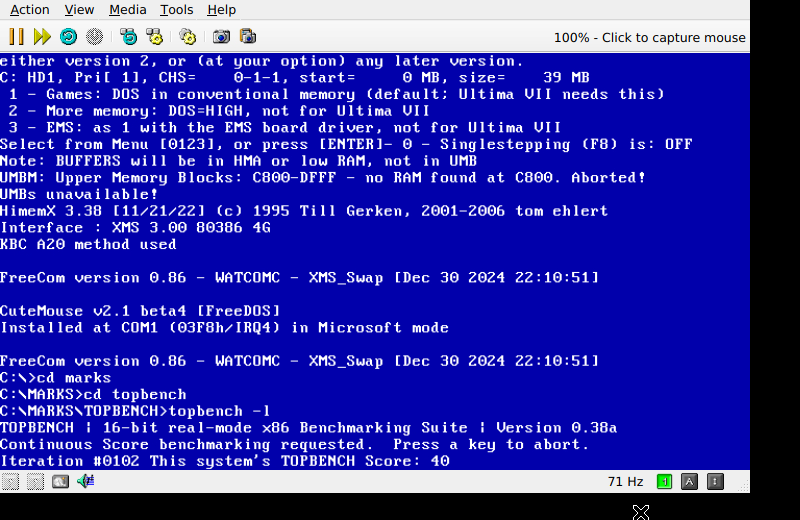 Action View Media Tools Help
100% - Click to capture mouse
either version 2, or (at your option) any later version.
C: HD1, Pri[ 1], CHS=    0-1-1, start=     0 MB, size=    39 MB
 1 - Games: DOS in conventional memory (default; Ultima VII needs this)
 2 - More memory: DOS=HIGH, not for Ultima VII
 3 - EMS: as 1 with the EMS board driver, not for Ultima VII
Select from Menu [0123], or press [ENTER]- 0 - Singlestepping (F8) is: OFF
Note: BUFFERS will be in HMA or low RAM, not in UMB
UMBM: Upper Memory Blocks: C800-DFFF - no RAM found at C800. Aborted!
UMBs unavailable!
HimemX 3.38 [11/21/22] (c) 1995 Till Gerken, 2001-2006 tom ehlert
Interface : XMS 3.00 80386 4G
KBC A20 method used
FreeCom version 0.86 - WATCOMC - XMS_Swap [Dec 30 2024 22:10:51]
CuteMouse v2.1 beta4 [FreeDOS]
Installed at COM1 (03F8h/IRQ4) in Microsoft mode
FreeCom version 0.86 - WATCOMC - XMS_Swap [Dec 30 2024 22:10:51]
C:\>cd marks
C:\MARKS>cd topbench
C:\MARKS\TOPBENCH>topbench -l
TOPBENCH | 16-bit real-mode x86 Benchmarking Suite | Version 0.38a
Continuous Score benchmarking requested.  Press a key to abort.
Iteration #0102 This system's TOPBENCH Score: 40
71 Hz
1
A